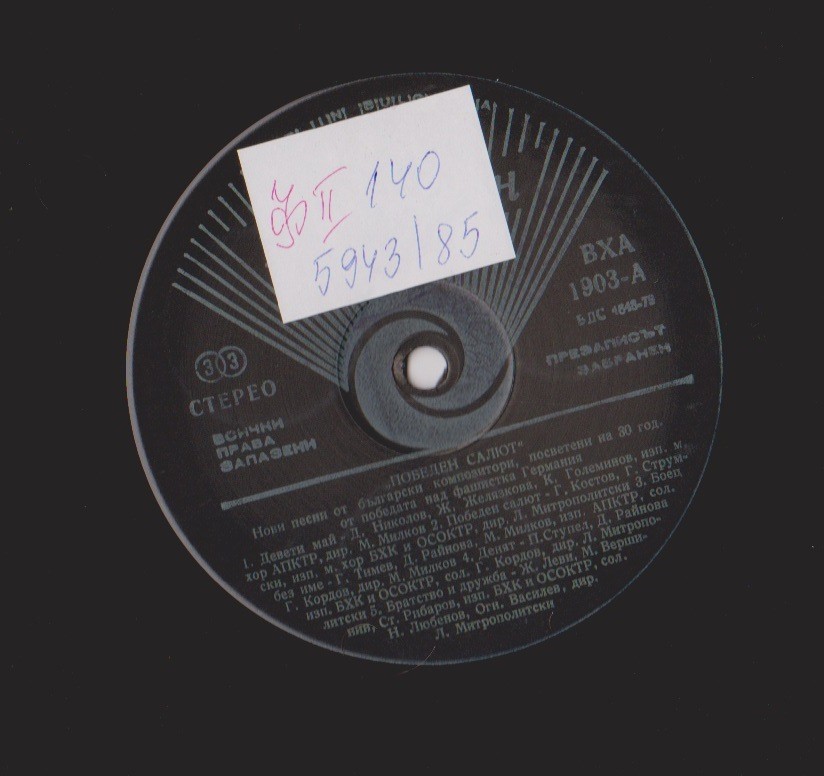 ф II 140
5943/85
ВХА
1903-А
БДС
ПРЕЗАПИСЪТ
ЗАБРАНЕН
33
СТЕРЕО
ВСИЧКИ
ПРАВА
ЗАПАЗЕНИ
„ПОБЕДЕН САЛЮТ“
Нови песни от български композитори, посветени на 30 год.
от победата над фашистка Германия
1. Девети май - Д. Николов, Ж. Желязкова, К. Големинов, изп. м.
хор АПКТР, дир. М. Милков 2. Победен салют - Г. Костов, Г. Струм-
ски, изп. м. хор БХК и ОСОКТР, дир. Л. Митрополитски 3. Боец
без име - Г. Тимев, Д. Райнова, М. Милков, изп. АПКТР, сол.
Г. Кордов, дир. М. Милков 4. Денят - П. Ступел, Д. Райнова
изп. БХК и ОСОКТР, сол. Г. Кордов, дир. Л. Митропо-
литски 5. Братство и дружба - Ж. Леви, М. Верши-
нин, Ст. Рибаров, изп. БХК и ОСОКТР, сол.
Н. Любенов, Огн. Василев, дир.
Л. Митрополитски